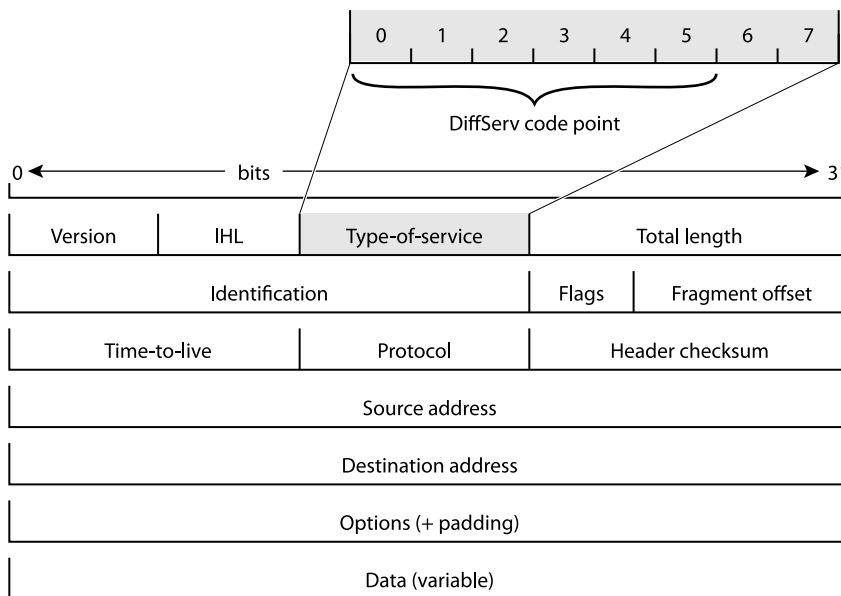 0 1 2 3 4 5 6 7
DiffServ code point
0 bits 31
Version IHL Type-of-service Total length
Identification Flags Fragment offset
Time-to-live Protocol Header checksum
Source address
Destination address
Options (+ padding)
Data (variable)